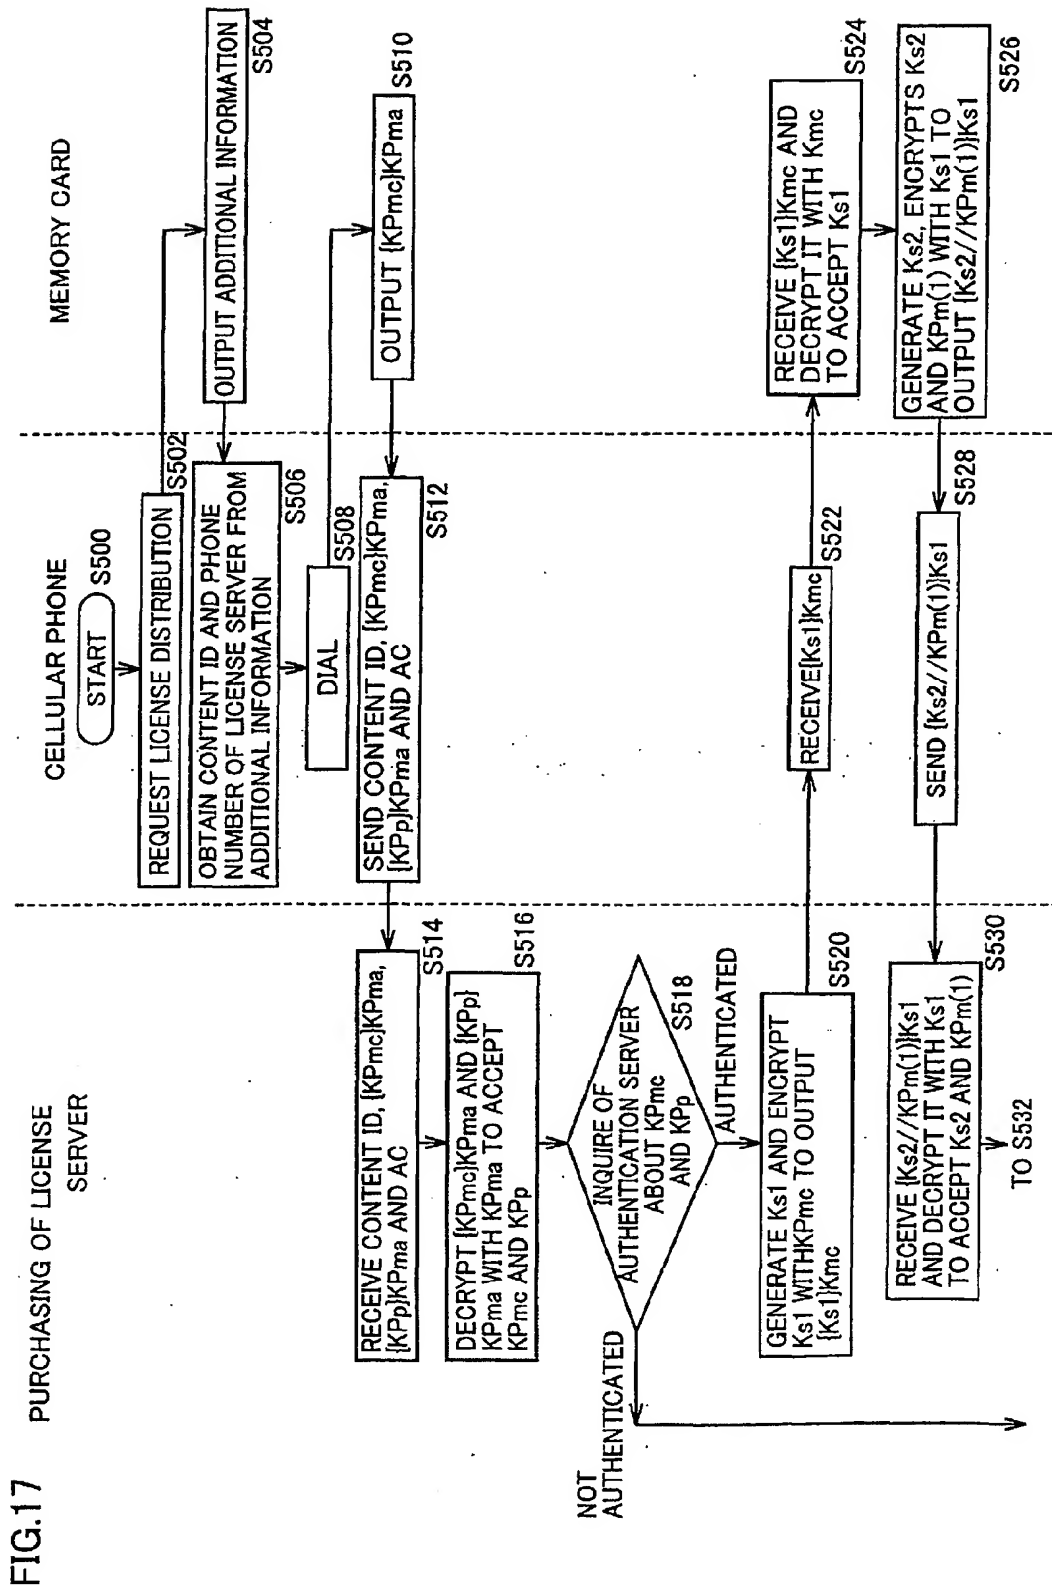 FIG.17
PURCHASING OF LICENSE
SERVER
CELLULAR PHONE
MEMORY CARD
START
S500
REQUEST LICENSE DISTRIBUTION
S502
OUTPUT ADDITIONAL INFORMATION
S504
OBTAIN CONTENT ID AND PHONE
NUMBER OF LICENSE SERVER FROM
ADDITIONAL INFORMATION
S506
DIAL
S508
OUTPUT {KPmc}KPma
S510
SEND CONTENT ID, {KPmc}KPma,
{KPp}KPma AND AC
S512
RECEIVE CONTENT ID, {KPmc}KPma,
{KPp}KPma AND AC
S514
DECRYPT {KPmc}KPma AND {KPp}
KPma WITH KPma TO ACCEPT
KPmc AND KPp
S516
INQUIRE OF
AUTHENTICATION SERVER
ABOUT KPmc
AND KPp
S518
NOT
AUTHENTICATED
AUTHENTICATED
GENERATE Ks1 AND ENCRYPT
Ks1 WITHKPmc TO OUTPUT
{Ks1}Kmc
S520
RECEIVE{Ks1}Kmc
S522
RECEIVE {Ks1}Kmc AND
DECRYPT IT WITH Kmc
TO ACCEPT Ks1
S524
GENERATE Ks2, ENCRYPTS Ks2
AND KPm(1) WITH Ks1 TO
OUTPUT {Ks2//KPm(1)}Ks1
S526
SEND {Ks2//KPm(1)}Ks1
S528
RECEIVE {Ks2//KPm(1)}Ks1
AND DECRYPT IT WITH Ks1
TO ACCEPT Ks2 AND KPm(1)
S530
TO S532